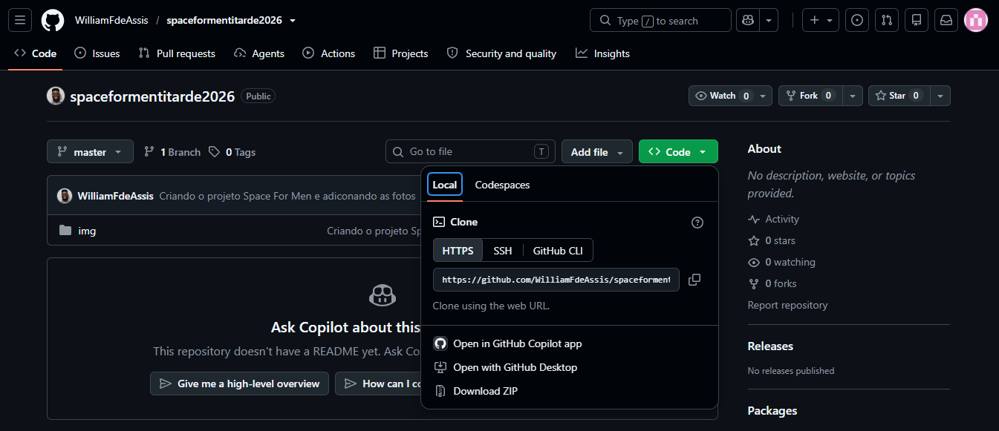 WilliamFdeAssis / spaceformentitarde2026
Type / to search
Code Issues Pull requests Agents Actions Projects Security and quality Insights
spaceformentitarde2026 Public
Watch 0 Fork 0 Star 0
master 1 Branch 0 Tags
Go to file T Add file Code
WilliamFdeAssis Criando o projeto Space For Men e adiconando as fotos
img Criando o projeto Sp
Ask Copilot about this
This repository doesn't have a README yet. Ask Co
Give me a high-level overview How can I co
Local Codespaces
Clone
HTTPS SSH GitHub CLI
https://github.com/WilliamFdeAssis/spaceforment
Clone using the web URL.
Open in GitHub Copilot app
Open with GitHub Desktop
Download ZIP
About
No description, website, or topics
provided.
Activity
0 stars
0 watching
0 forks
Report repository
Releases
No releases published
Packages